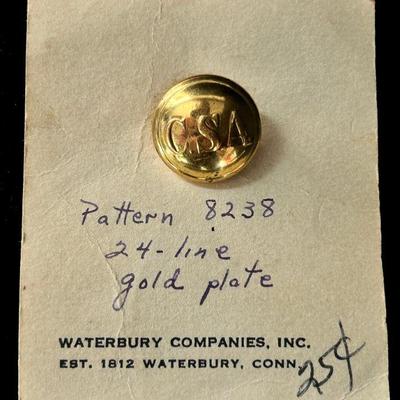 CSA
Pattern 8238
24-line
gold plate
WATERBURY COMPANIES, INC.
EST. 1812 WATERBURY, CONN.
25¢